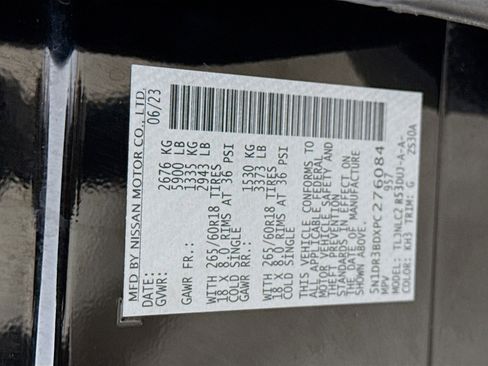 MFD BY NISSAN MOTOR CO., LTD.
DATE: 06/23
GVWR: 2676 KG
5900 LB
GAWR FR.: 1335 KG
2943 LB
WITH 265/60R18 TIRES
18 X 8.0 RIMS AT 36 PSI
COLD SINGLE
GAWR RR.: 1530 KG
3373 LB
WITH 265/60R18 TIRES
18 X 8.0 RIMS AT 36 PSI
COLD SINGLE
THIS VEHICLE CONFORMS TO
ALL APPLICABLE FEDERAL
MOTOR VEHICLE SAFETY AND
THEFT PREVENTION
STANDARDS IN EFFECT ON
THE DATE OF MANUFACTURE
SHOWN ABOVE.
5N1DR3BDXPC276084
MPV 957
MODEL: TL3NLC2 R53DUJ-A-A-
COLOR: KH3 TRIM: G ZS30A